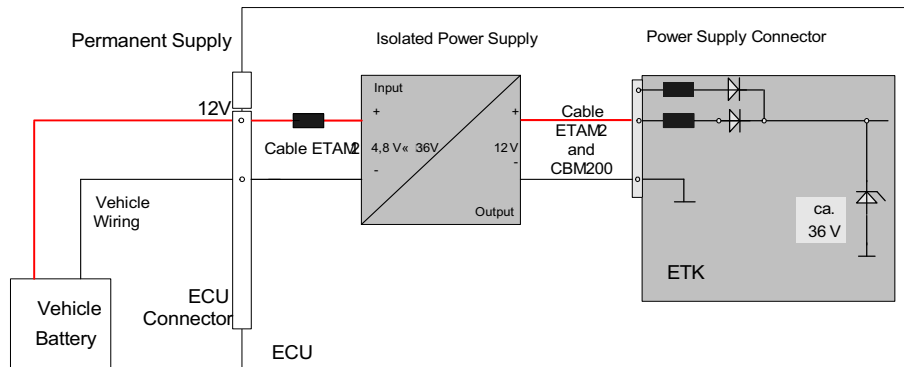 Permanent Supply
Isolated Power Supply
Power Supply Connector
12V
Input
+
+
Cable ETAM2
4,8 V« 36V
12 V
-
-
Output
Cable
ETAM2
and
CBM200
Vehicle
Wiring
ca.
36 V
ETK
ECU
Connector
Vehicle
Battery
ECU